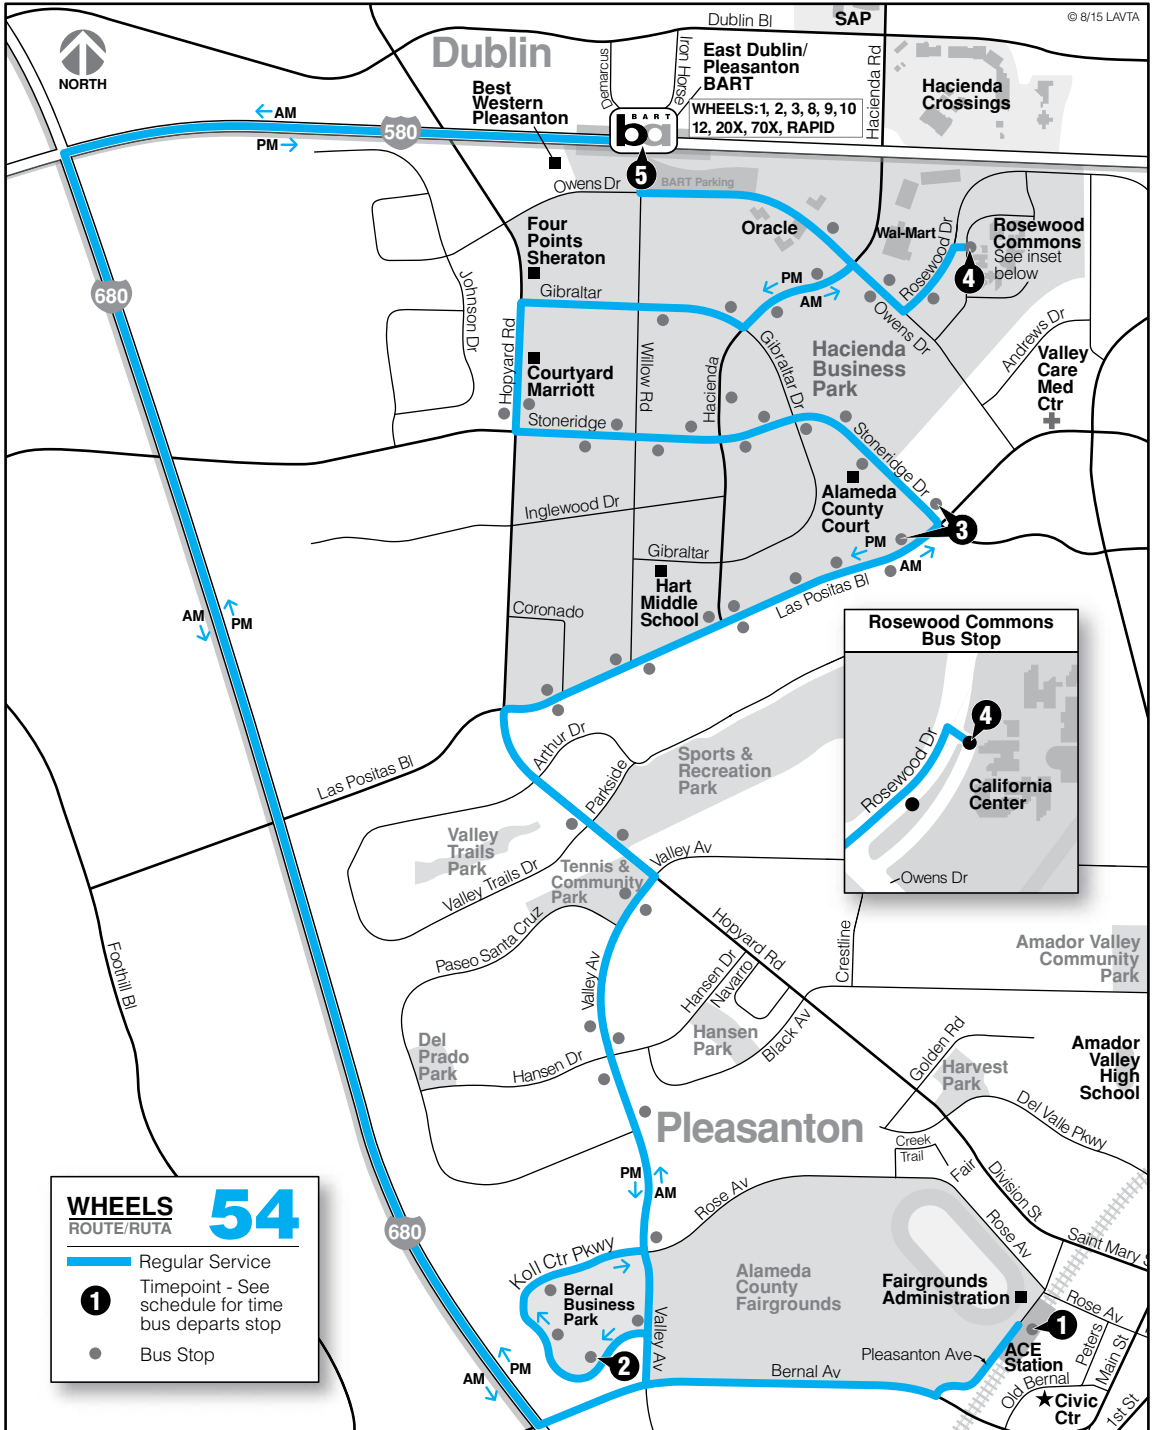 © 8/15 LAVTA
Dublin Bl
SAP
NORTH
Dublin
Demarcus
Iron Horse
East Dublin/
Pleasanton
BART
Hacienda Rd
Hacienda
Crossings
Best
Western
Pleasanton
WHEELS: 1, 2, 3, 8, 9, 10
12, 20X, 70X, RAPID
BART
ba
AM
PM
580
5
BART Parking
Owens Dr
Four
Points
Sheraton
Oracle
Wal-Mart
Rosewood Dr
Rosewood
Commons
See inset
below
4
680
Johnson Dr
Gibraltar
PM
AM
Owens Dr
Andrews Dr
Hopyard Rd
Courtyard
Marriott
Willow Rd
Hacienda
Gibraltar Dr
Hacienda
Business
Park
Valley
Care
Med
Ctr
Stoneridge
Stoneridge Dr
Alameda
County
Court
Inglewood Dr
3
Gibraltar
PM
AM
Hart
Middle
School
Las Positas Bl
Coronado
AM
PM
Rosewood Commons
Bus Stop
4
Rosewood Dr
California
Center
Owens Dr
Arthur Dr
Las Positas Bl
Parkside
Sports &
Recreation
Park
Valley
Trails
Park
Valley Trails Dr
Tennis &
Community
Park
Valley Av
Paseo Santa Cruz
Hopyard Rd
Crestline
Amador Valley
Community
Park
Foothill Bl
Valley Av
Hansen Dr
Navarro
Hansen
Park
Black Av
Del
Prado
Park
Hansen Dr
Golden Rd
Harvest
Park
Amador
Valley
High
School
Del Valle Pkwy
Pleasanton
Creek
Trail
Fair
Division St
PM
AM
Rose Av
Rose Av
Saint Mary S
WHEELS
ROUTE/RUTA
54
Regular Service
1
Timepoint - See
schedule for time
bus departs stop
Bus Stop
680
Koll Ctr Pkwy
Bernal
Business
Park
Alameda
County
Fairgrounds
Fairgrounds
Administration
Rose Av
1
ACE
Station
Peters
Main St
2
Valley Av
Pleasanton Ave
Bernal Av
Old Bernal
Civic
Ctr
1st St
PM
AM